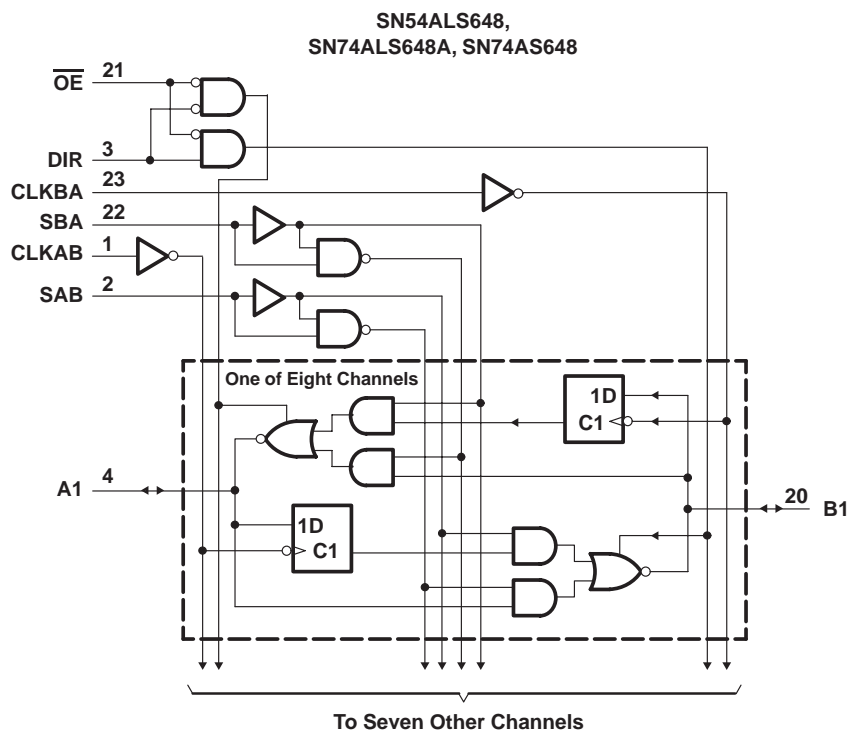 SN54ALS648,
SN74ALS648A, SN74AS648
OE 21
DIR 3
CLKBA 23
SBA 22
CLKAB 1
SAB 2
One of Eight Channels
1D
C1
A1 4
20 B1
1D
C1
To Seven Other Channels